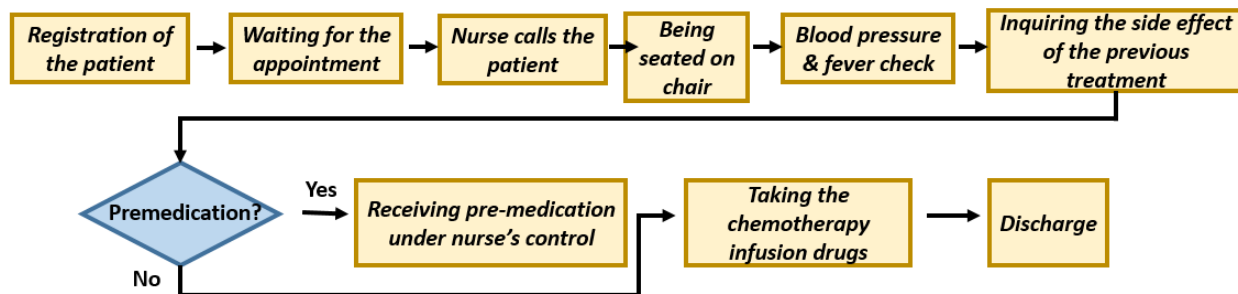 Registration of
the patient
Waiting for the
appointment
Nurse calls the
patient
Being
seated on
chair
Blood pressure
& fever check
Inquiring the side effect
of the previous
treatment
Premedication?
Yes
No
Receiving pre-medication
under nurse’s control
Taking the
chemotherapy
infusion drugs
Discharge